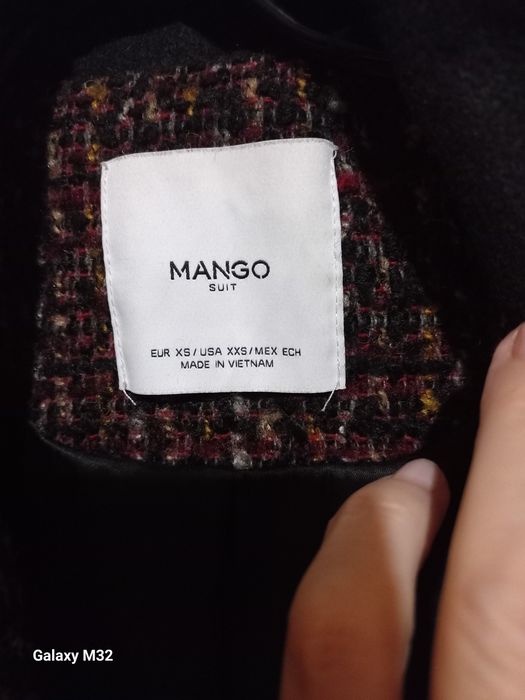 MANGO
SUIT
EUR XS / USA XXS / MEX ECH
MADE IN VIETNAM
Galaxy M32